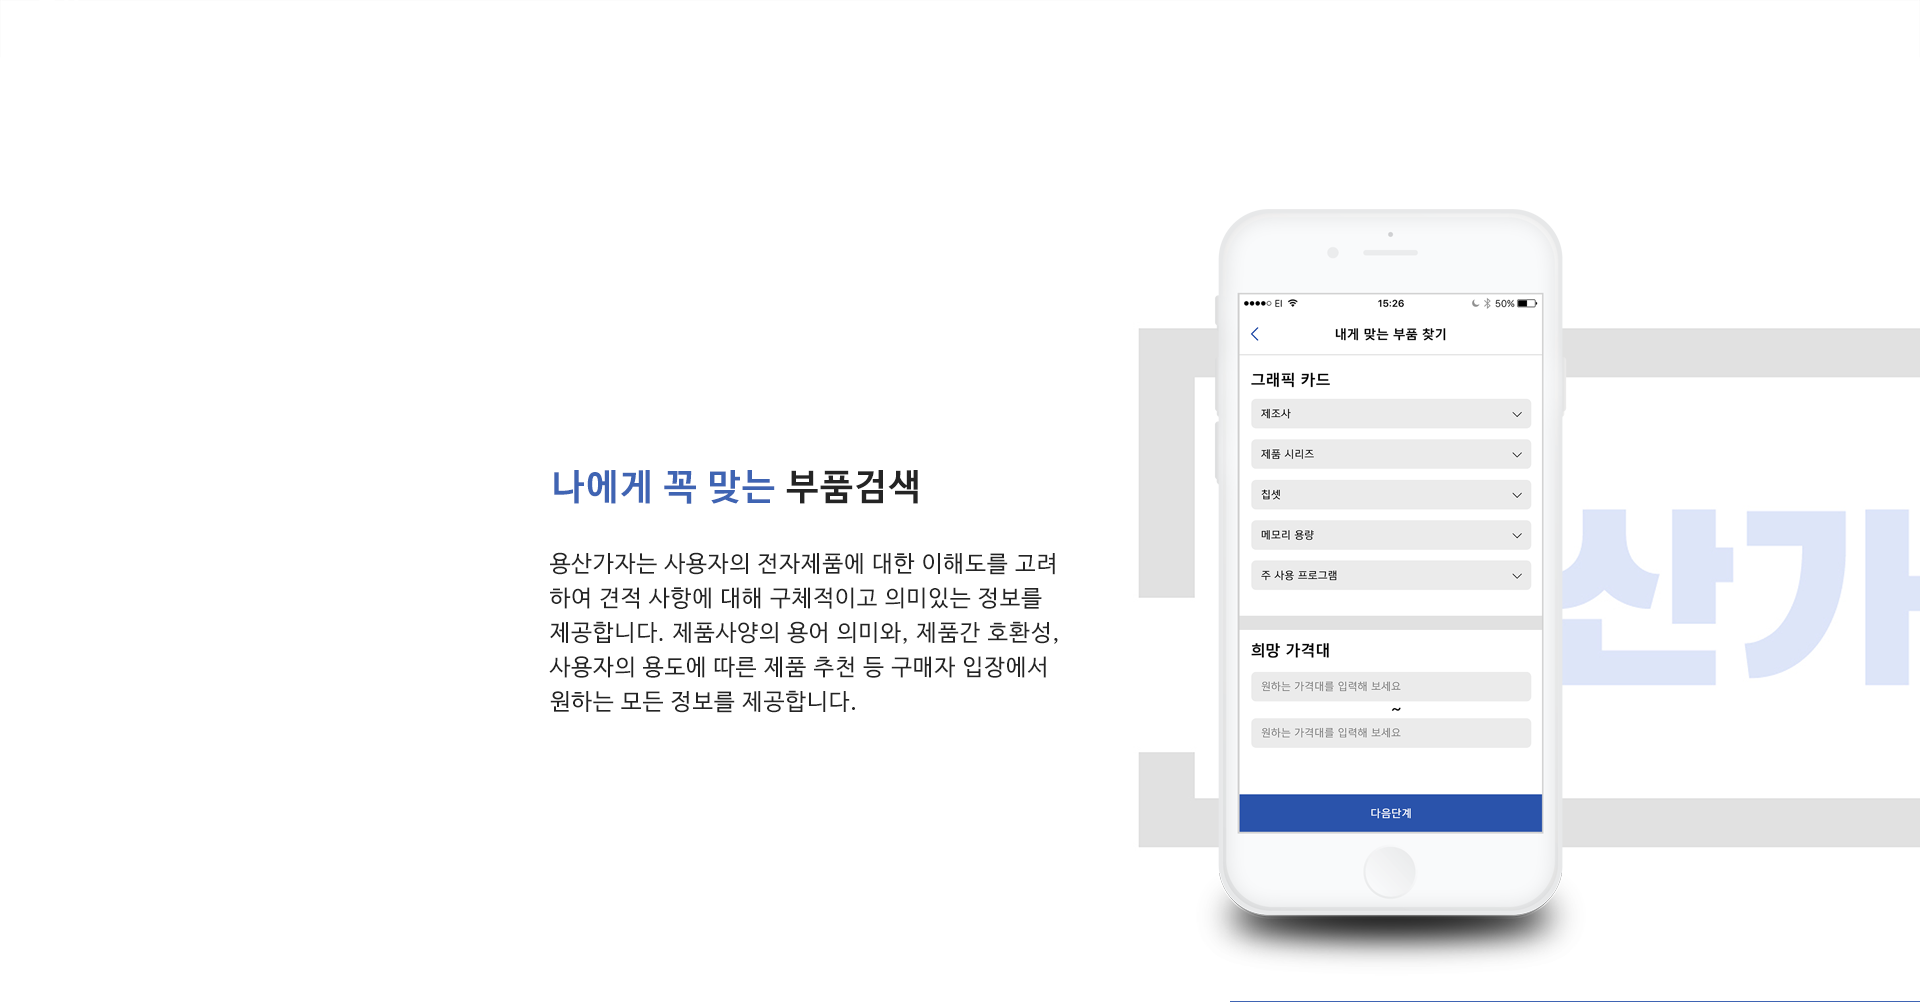 나에게 꼭 맞는 부품검색
용산가자는 사용자의 전자제품에 대한 이해도를 고려
하여 견적 사항에 대해 구체적이고 의미있는 정보를
제공합니다. 제품사양의 용어 의미와, 제품간 호환성,
사용자의 용도에 따른 제품 추천 등 구매자 입장에서
원하는 모든 정보를 제공합니다.
EI 15:26 50%
내게 맞는 부품 찾기
그래픽 카드
제조사
제품 시리즈
칩셋
메모리 용량
주 사용 프로그램
희망 가격대
원하는 가격대를 입력해 보세요
~
원하는 가격대를 입력해 보세요
다음단계
산가